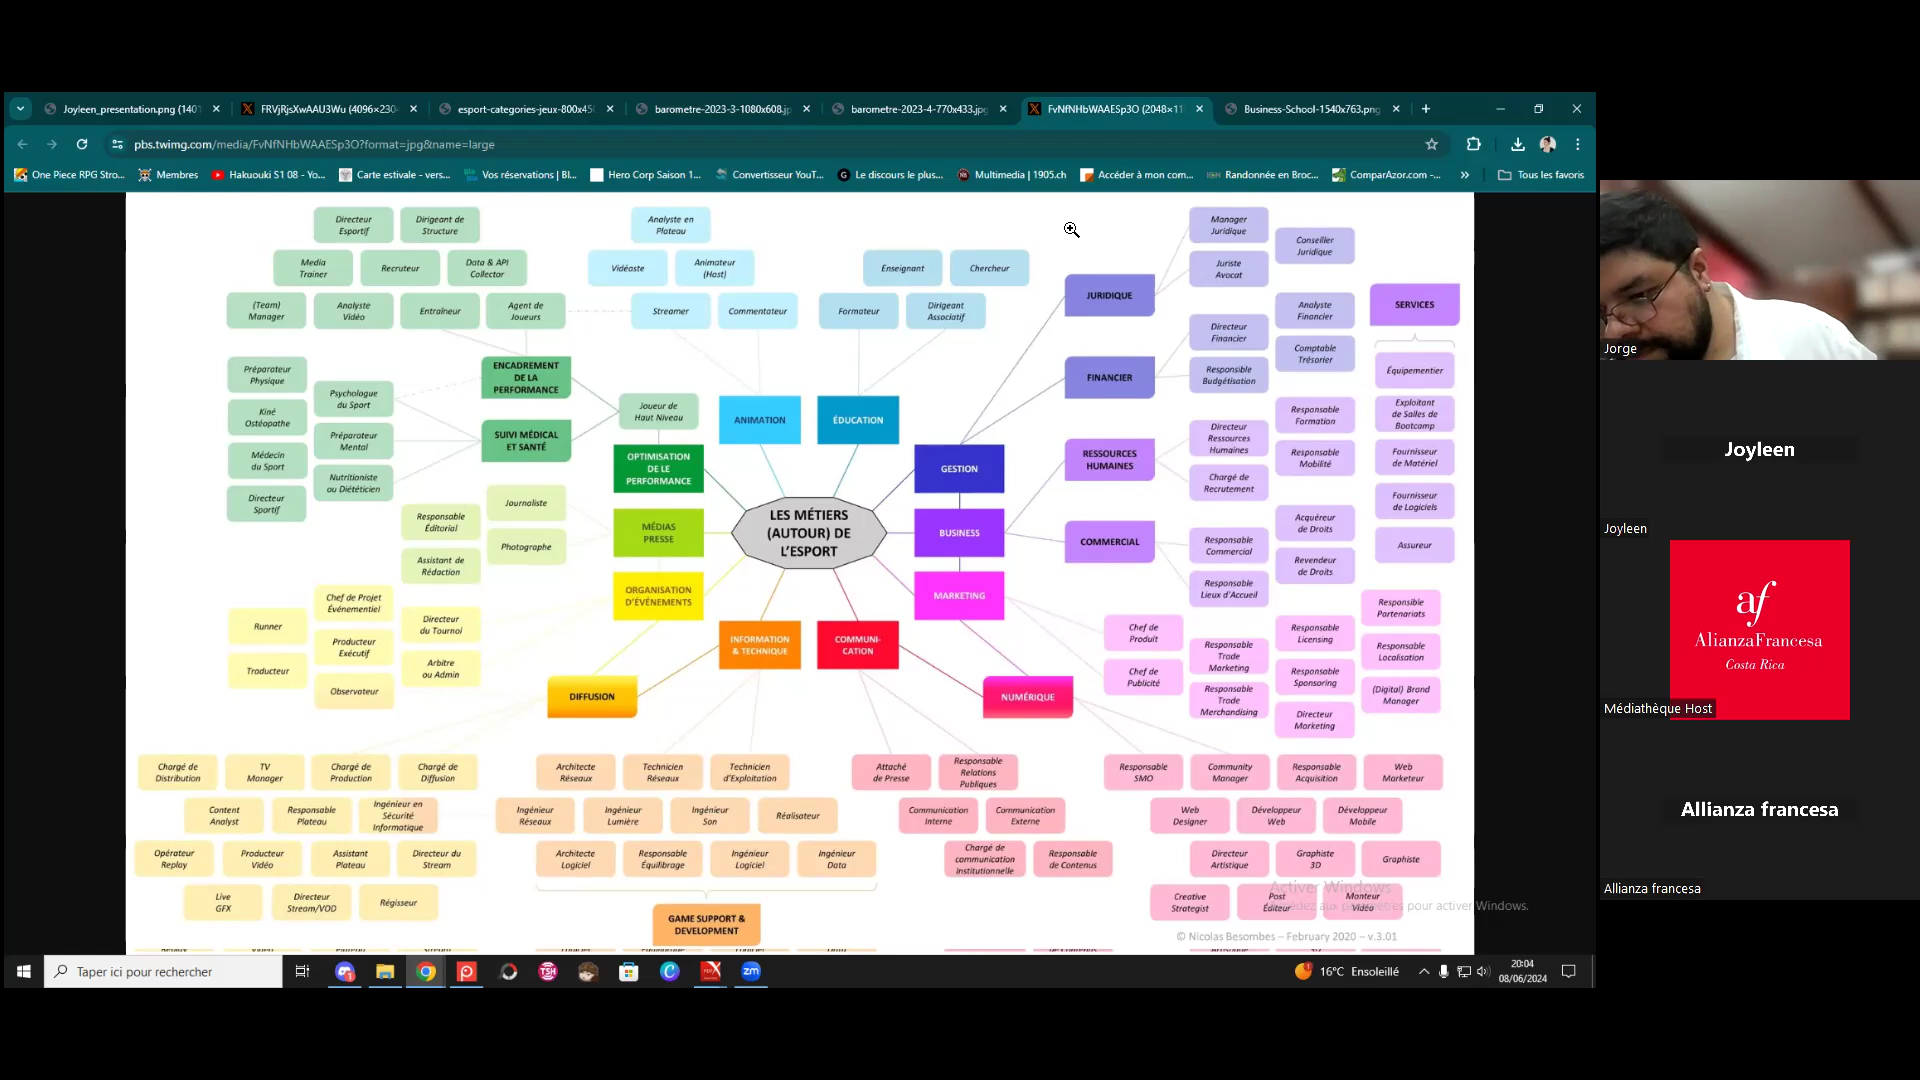 Joyleen_presentation.png (1401
FRVjRjsXwAAU3Wu (4096×230
esport-categories-jeux-800x45
barometre-2023-3-1080x608.jp
barometre-2023-4-770x433.jpg
FvNfNHbWAAESp3O (2048×11
Business-School-1540x763.png
pbs.twimg.com/media/FvNfNHbWAAESp3O?format=jpg&name=large
One Piece RPG Stro...
Membres
Hakuouki S1 08 - Yo...
Carte estivale - vers...
Vos réservations | Bl...
Hero Corp Saison 1...
Convertisseur YouT...
Le discours le plus...
Multimedia | 1905.ch
Accéder à mon com...
Randonnée en Broc...
ComparAzor.com -...
Tous les favoris
Directeur
Esportif
Dirigeant de
Structure
Media
Trainer
Recruteur
Data & API
Collector
(Team)
Manager
Analyste
Vidéo
Entraîneur
Agent de
Joueurs
Analyste en
Plateau
Vidéaste
Animateur
(Host)
Streamer
Commentateur
Enseignant
Chercheur
Formateur
Dirigeant
Associatif
Préparateur
Physique
Kiné
Ostéopathe
Médecin
du Sport
Directeur
Sportif
Psychologue
du Sport
Préparateur
Mental
Nutritioniste
ou Diététicien
ENCADREMENT
DE LA
PERFORMANCE
SUIVI MÉDICAL
ET SANTÉ
Joueur de
Haut Niveau
OPTIMISATION
DE LE
PERFORMANCE
ANIMATION
ÉDUCATION
GESTION
MÉDIAS
PRESSE
LES MÉTIERS
(AUTOUR) DE
L'ESPORT
BUSINESS
ORGANISATION
D'ÉVÉNEMENTS
MARKETING
INFORMATION
& TECHNIQUE
COMMUNI-
CATION
DIFFUSION
NUMÉRIQUE
Journaliste
Photographe
Responsable
Éditorial
Assistant de
Rédaction
Runner
Traducteur
Chef de Projet
Événementiel
Producteur
Exécutif
Observateur
Directeur
du Tournoi
Arbitre
ou Admin
JURIDIQUE
FINANCIER
RESSOURCES
HUMAINES
COMMERCIAL
Manager
Juridique
Juriste
Avocat
Conseiller
Juridique
Directeur
Financier
Responsible
Budgétisation
Analyste
Financier
Comptable
Trésorier
Directeur
Ressources
Humaines
Chargé de
Recrutement
Responsable
Formation
Responsable
Mobilité
Responsable
Commercial
Responsable
Lieux d'Accueil
Acquéreur
de Droits
Revendeur
de Droits
SERVICES
Équipementier
Exploitant
de Salles de
Bootcamp
Fournisseur
de Matériel
Fournisseur
de Logiciels
Assureur
Chef de
Produit
Chef de
Publicité
Responsable
Trade
Marketing
Responsable
Trade
Merchandising
Responsable
Licensing
Responsable
Sponsoring
Directeur
Marketing
Responsible
Partenariats
Responsable
Localisation
(Digital) Brand
Manager
Chargé de
Distribution
TV
Manager
Chargé de
Production
Chargé de
Diffusion
Content
Analyst
Responsable
Plateau
Ingénieur en
Sécurité
Informatique
Opérateur
Replay
Producteur
Vidéo
Assistant
Plateau
Directeur du
Stream
Live
GFX
Directeur
Stream/VOD
Régisseur
Architecte
Réseaux
Technicien
Réseaux
Technicien
d'Exploitation
Ingénieur
Réseaux
Ingénieur
Lumière
Ingénieur
Son
Réalisateur
Architecte
Logiciel
Responsable
Équilibrage
Ingénieur
Logiciel
Ingénieur
Data
GAME SUPPORT &
DEVELOPMENT
Attaché
de Presse
Responsable
Relations
Publiques
Communication
Interne
Communication
Externe
Chargé de
communication
Institutionnelle
Responsable
de Contenus
Responsable
SMO
Community
Manager
Responsable
Acquisition
Web
Marketeur
Web
Designer
Développeur
Web
Développeur
Mobile
Directeur
Artistique
Graphiste
3D
Graphiste
Creative
Strategist
Post
Éditeur
Monteur
Vidéo
Activer Windows
pour activer Windows.
© Nicolas Besombes – February 2020 – v.3.01
Taper ici pour rechercher
16°C Ensoleillé
20:04
08/06/2024
Jorge
Joyleen
Joyleen
af
AlianzaFrancesa
Costa Rica
Médiathèque Host
Allianza francesa
Allianza francesa